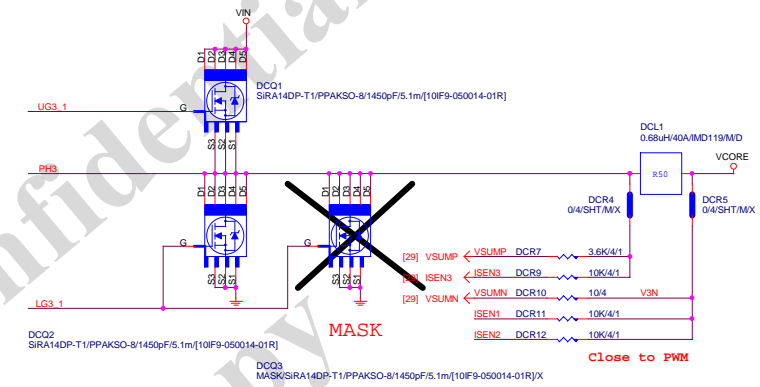 VIN
D1 D2 D3 D4 D5
DCQ1
SiRA14DP-T1/PPAKSO-8/1450pF/5.1m/[10IF9-050014-01R]
UG3_1
G
S3 S2 S1
DCL1
0.68uH/40A/IMD119/M/D
VCORE
PH3
R50
D1 D2 D3 D4 D5
D1 D2 D3 D4 D5
DCR4
0/4/SHT/M/X
DCR5
0/4/SHT/M/X
G
G
[29] VSUMP VSUMP DCR7 3.6K/4/1
ISEN3 ISEN3 DCR9 10K/4/1
[29] VSUMN VSUMN DCR10 10/4 V3N
ISEN1 DCR11 10K/4/1
ISEN2 DCR12 10K/4/1
S3 S2 S1
S3 S2 S1
LG3_1
MASK
Close to PWM
DCQ2
SiRA14DP-T1/PPAKSO-8/1450pF/5.1m/[10IF9-050014-01R]
DCQ3
MASK/SiRA14DP-T1/PPAKSO-8/1450pF/5.1m/[10IF9-050014-01R]/X
nfidential
py